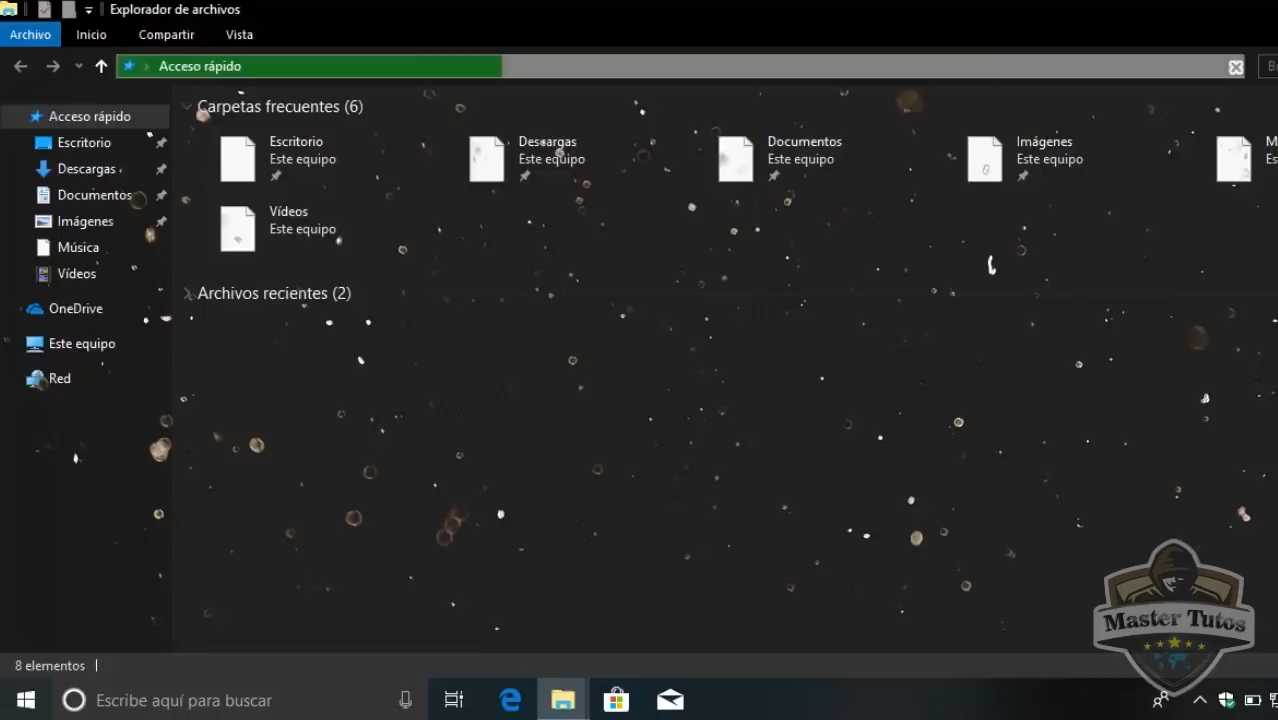 Explorador de archivos
Archivo Inicio Compartir Vista
Acceso rápido
Acceso rápido
Escritorio
Descargas
Documentos
Imágenes
Música
Vídeos
OneDrive
Este equipo
Red
Carpetas frecuentes (6)
Escritorio
Este equipo
Descargas
Este equipo
Documentos
Este equipo
Imágenes
Este equipo
Vídeos
Este equipo
Archivos recientes (2)
Master Tutos
8 elementos
Escribe aquí para buscar